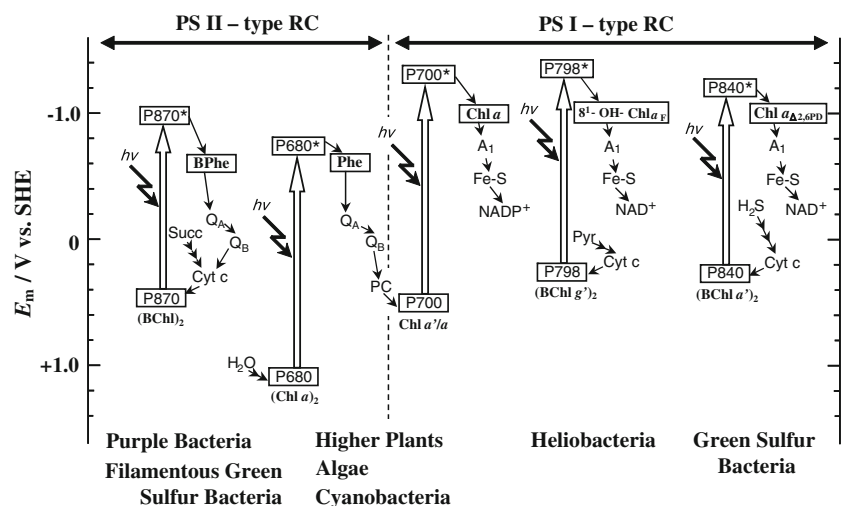 PS II – type RC
PS I – type RC
E_m / V vs. SHE
-1.0
0
+1.0
P870*
hν
BPhe
Q_A
Q_B
Succ
Cyt c
P870
(BChl)₂
P680*
hν
Phe
Q_A
Q_B
PC
H₂O
P680
(Chl a)₂
P700*
hν
Chl a
A₁
Fe-S
NADP⁺
P700
Chl a'/a
P798*
hν
8¹- OH- Chl a_F
A₁
Fe-S
NAD⁺
Pyr
Cyt c
P798
(BChl g')₂
P840*
hν
Chl a_Δ2,6PD
A₁
Fe-S
NAD⁺
H₂S
Cyt c
P840
(BChl a')₂
Purple Bacteria
Filamentous Green
Sulfur Bacteria
Higher Plants
Algae
Cyanobacteria
Heliobacteria
Green Sulfur
Bacteria